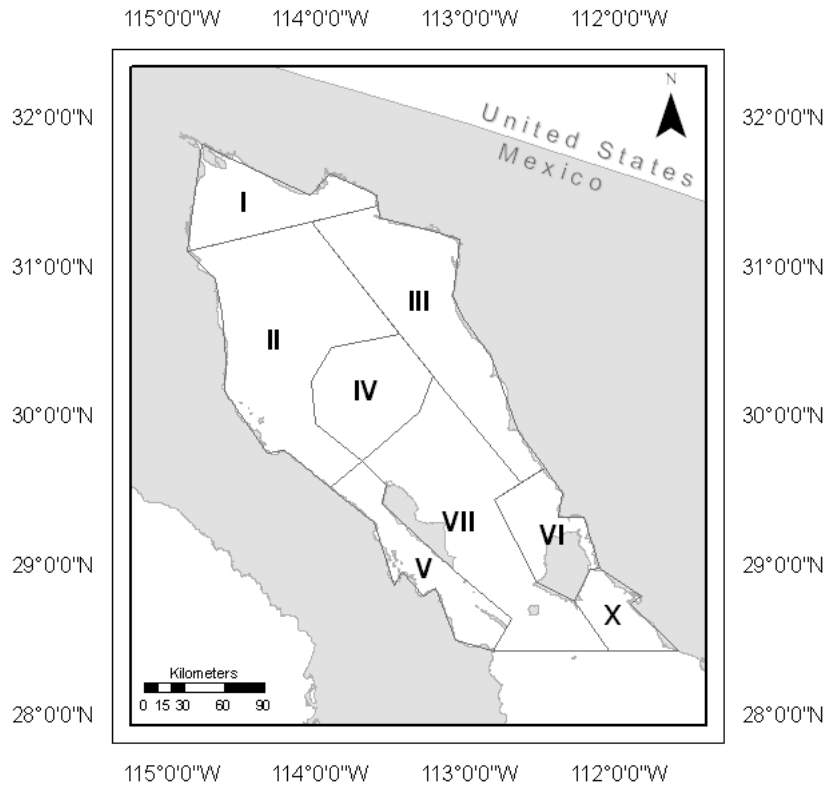 115°0'0"W 114°0'0"W 113°0'0"W 112°0'0"W
N
32°0'0"N 32°0'0"N
United States
Mexico
I
31°0'0"N 31°0'0"N
III
II
IV
30°0'0"N 30°0'0"N
VII
VI
29°0'0"N 29°0'0"N
V
X
Kilometers
0 15 30 60 90
28°0'0"N 28°0'0"N
115°0'0"W 114°0'0"W 113°0'0"W 112°0'0"W